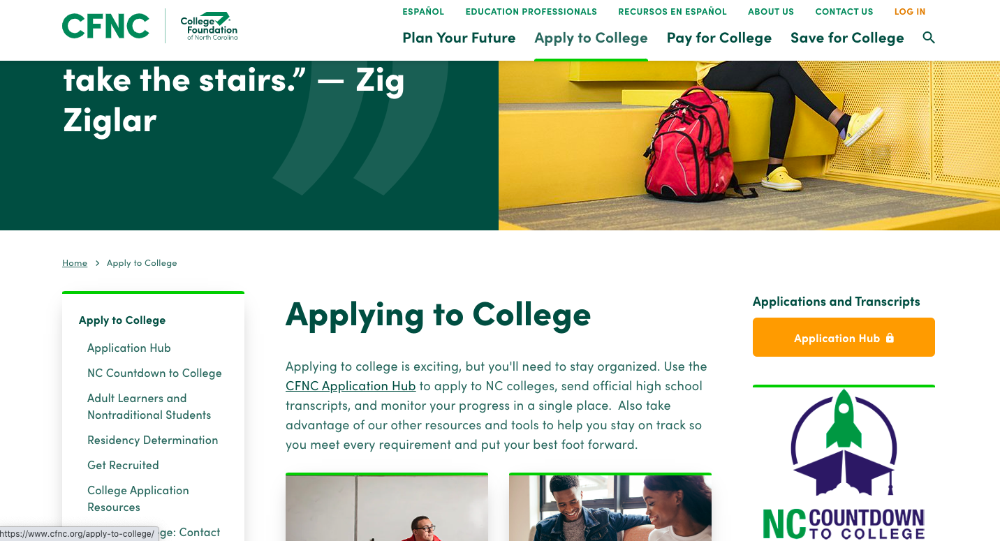 CFNC
College
Foundation
of North Carolina
ESPAÑOL
EDUCATION PROFESSIONALS
RECURSOS EN ESPAÑOL
ABOUT US
CONTACT US
LOG IN
Plan Your Future
Apply to College
Pay for College
Save for College
take the stairs.” — Zig
Ziglar
Home
Apply to College
Apply to College
Application Hub
NC Countdown to College
Adult Learners and
Nontraditional Students
Residency Determination
Get Recruited
College Application
Resources
ge: Contact
https://www.cfnc.org/apply-to-college/
Applying to College
Applying to college is exciting, but you'll need to stay organized. Use the
CFNC Application Hub to apply to NC colleges, send official high school
transcripts, and monitor your progress in a single place.  Also take
advantage of our other resources and tools to help you stay on track so
you meet every requirement and put your best foot forward.
Applications and Transcripts
Application Hub
NC COUNTDOWN
TO COLLEGE